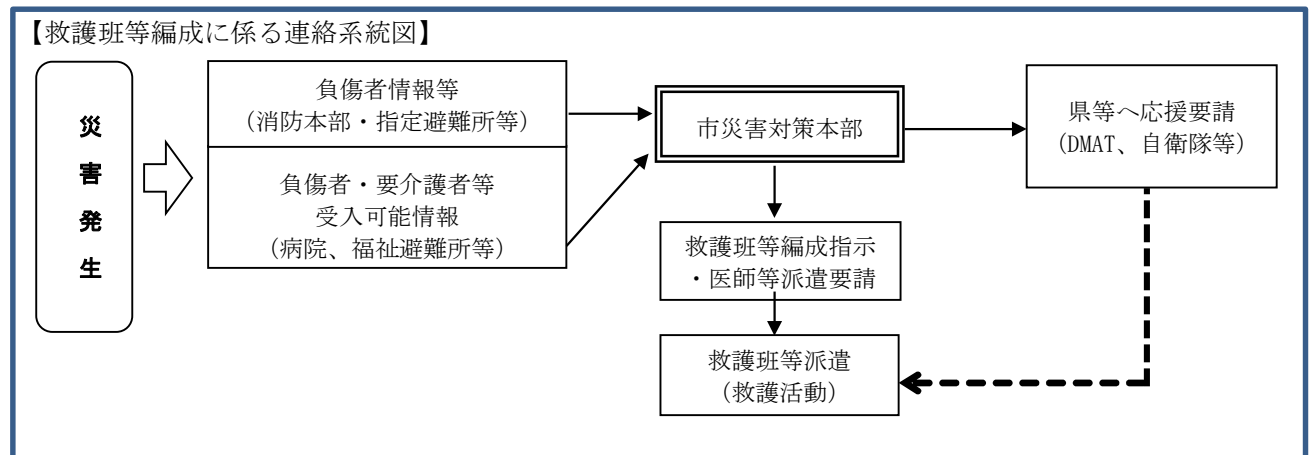 【救護班等編成に係る連絡系統図】
災
害
発
生
負傷者情報等
（消防本部・指定避難所等）
負傷者・要介護者等
受入可能情報
（病院、福祉避難所等）
市災害対策本部
県等へ応援要請
（DMAT、自衛隊等）
救護班等編成指示
・医師等派遣要請
救護班等派遣
（救護活動）